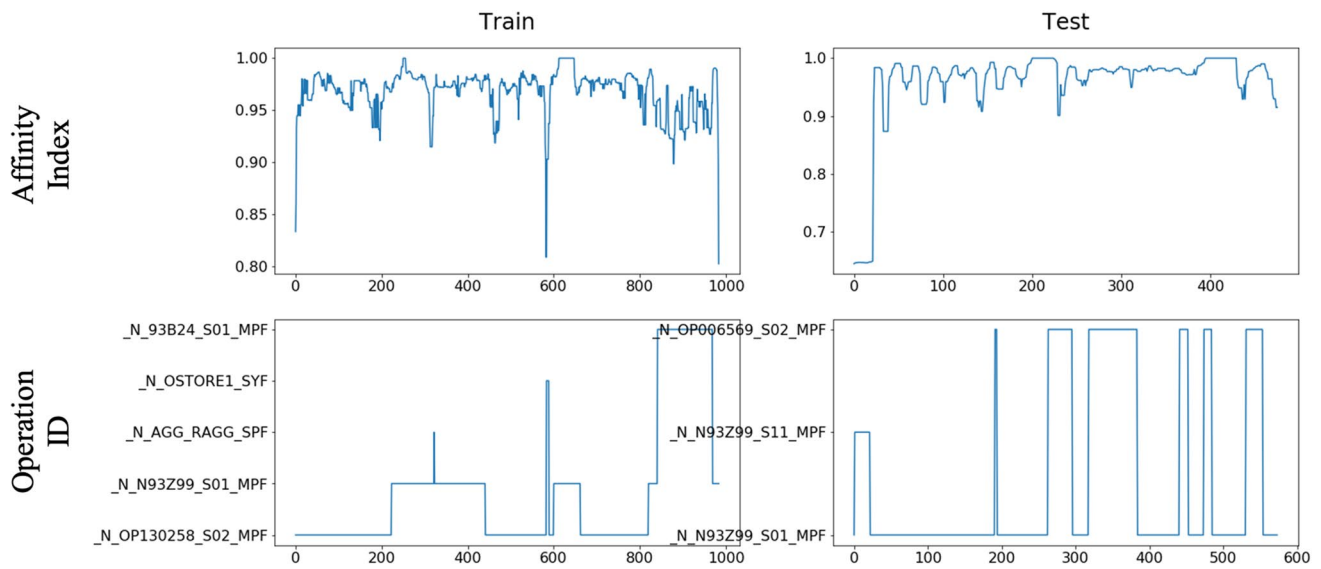 Train
Test
Affinity
Index
1.00
0.95
0.90
0.85
0.80
0 200 400 600 800 1000
1.0
0.9
0.8
0.7
0 100 200 300 400
Operation
ID
_N_93B24_S01_MPF
_N_OSTORE1_SYF
_N_AGG_RAGG_SPF
_N_N93Z99_S01_MPF
_N_OP130258_S02_MPF
0 200 400 600 800 1000
_N_OP006569_S02_MPF
_N_N93Z99_S11_MPF
_N_N93Z99_S01_MPF
0 100 200 300 400 500 600